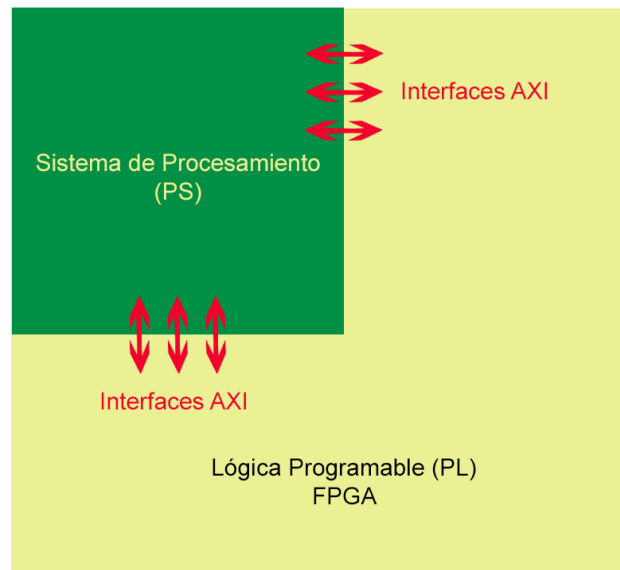 Interfaces AXI
Sistema de Procesamiento
(PS)
Interfaces AXI
Lógica Programable (PL)
FPGA